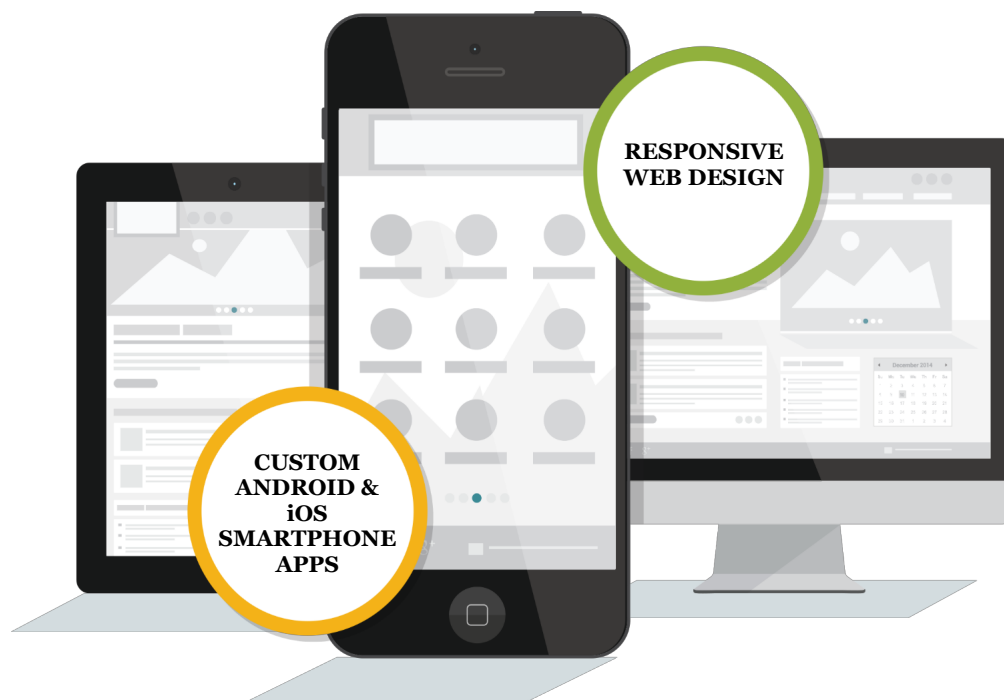 RESPONSIVE
WEB DESIGN
December 2014
CUSTOM
ANDROID &
iOS
SMARTPHONE
APPS